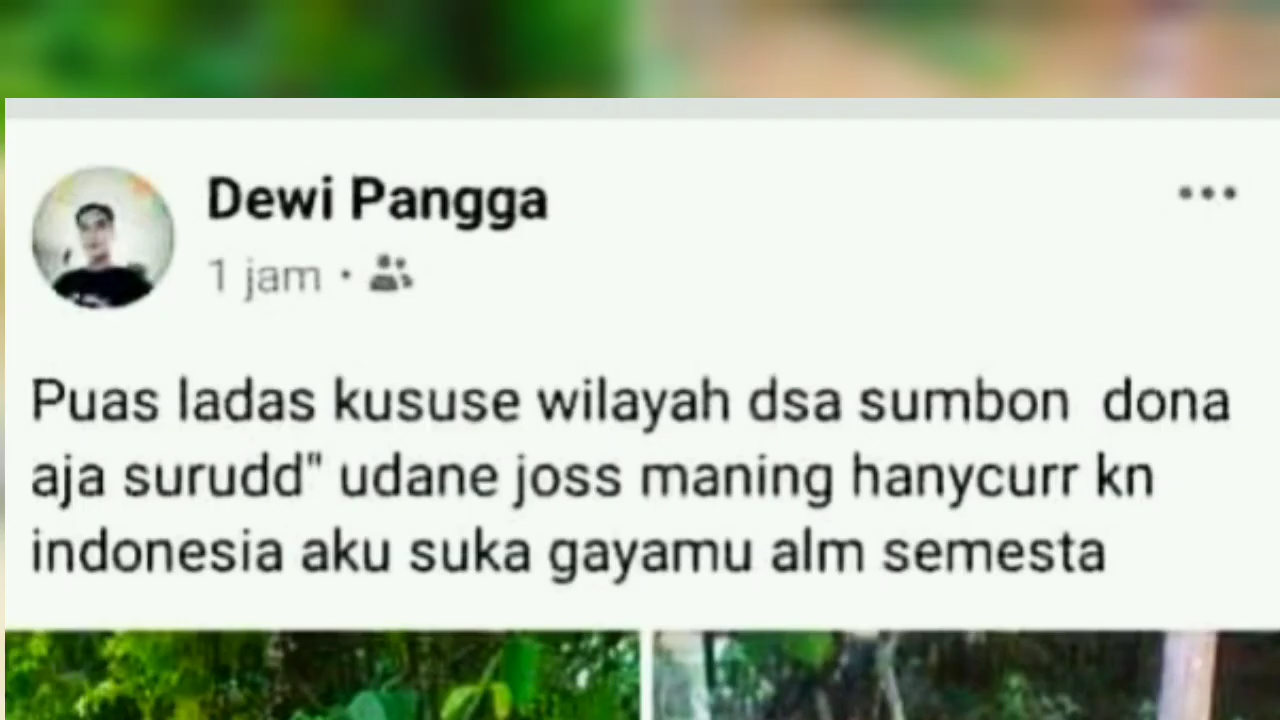 Dewi Pangga
1 jam
Puas ladas kususe wilayah dsa sumbon dona
aja surudd" udane joss maning hanycurr kn
indonesia aku suka gayamu alm semesta